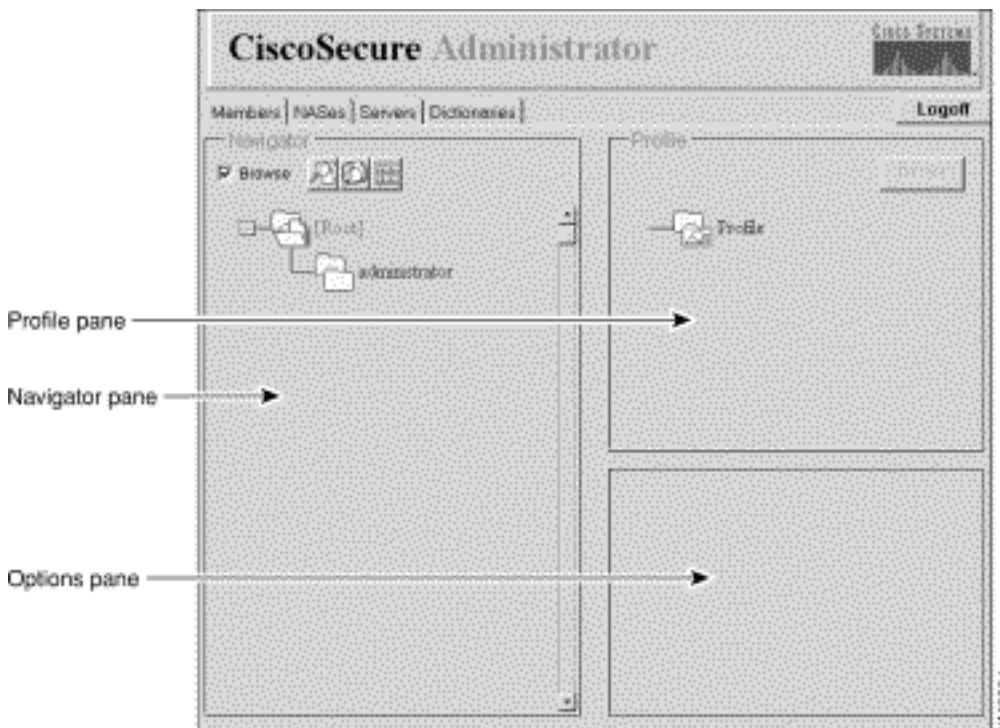 CiscoSecure Administrator
CISCO SYSTEMS
Members NASes Servers Dictionaries
Logoff
Navigator
Profile
Browse
[Root]
Profile
administrator
Profile pane
Navigator pane
Options pane